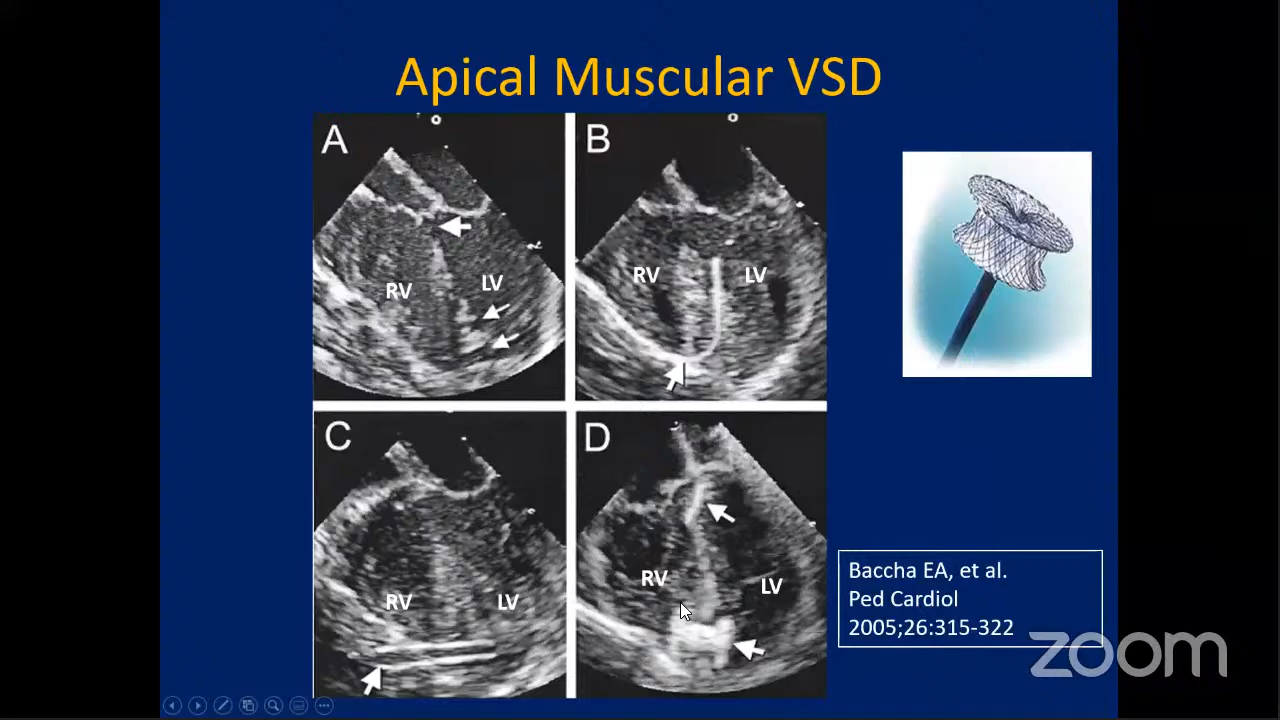 Apical Muscular VSD
A
RV
LV
B
RV
LV
C
RV
LV
D
RV
LV
Baccha EA, et al.
Ped Cardiol
2005;26:315-322
zoom